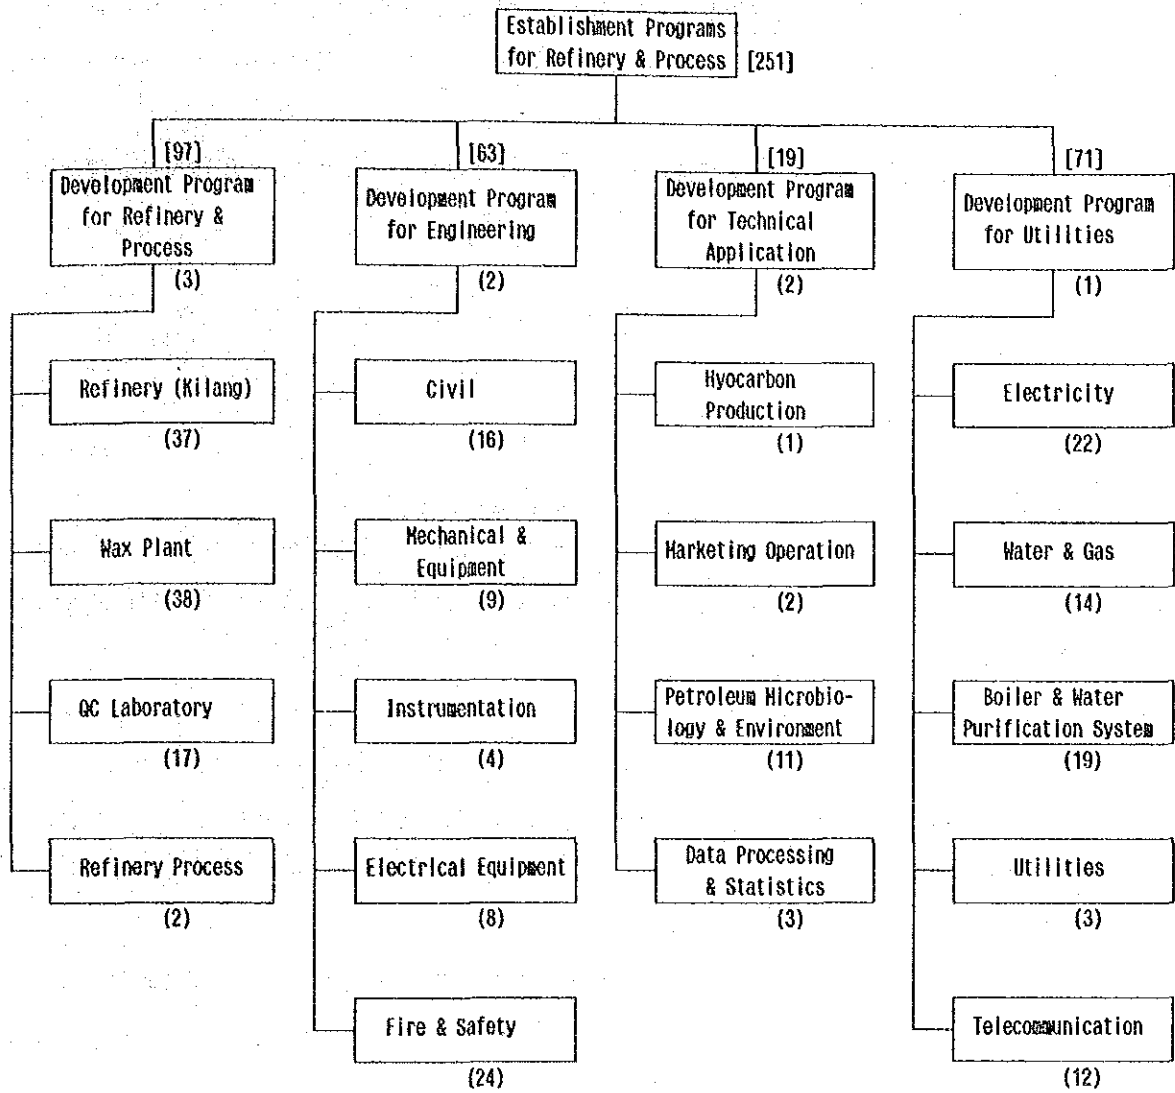 Establishment Programs
for Refinery & Process [251]
[97]
Development Program
for Refinery &
Process
(3)
Refinery (Kilang)
(37)
Wax Plant
(38)
QC Laboratory
(17)
Refinery Process
(2)
[63]
Development Program
for Engineering
(2)
Civil
(16)
Mechanical &
Equipment
(9)
Instrumentation
(4)
Electrical Equipment
(8)
Fire & Safety
(24)
[19]
Development Program
for Technical
Application
(2)
Hyocarbon
Production
(1)
Marketing Operation
(2)
Petroleum Microbio-
logy & Environment
(11)
Data Processing
& Statistics
(3)
[71]
Development Program
for Utilities
(1)
Electricity
(22)
Water & Gas
(14)
Boiler & Water
Purification System
(19)
Utilities
(3)
Telecommunication
(12)